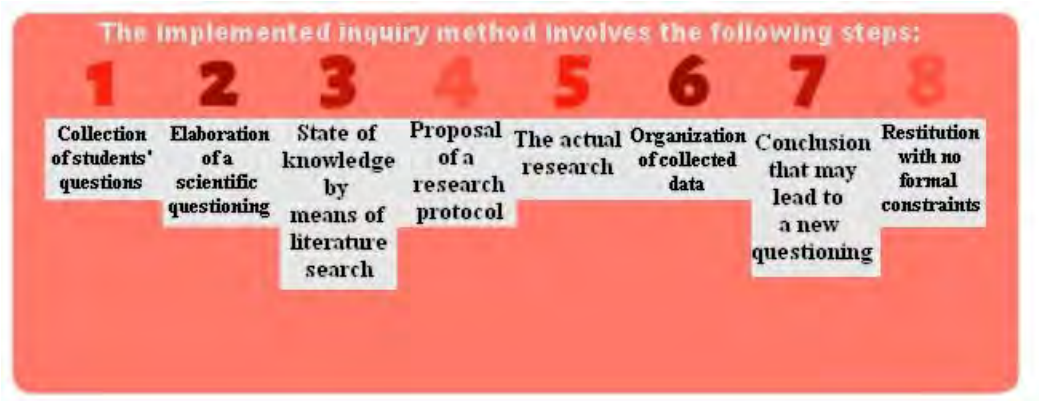 The implemented inquiry method involves the following steps:
1
2
3
4
5
6
7
8
Collection
of students'
questions
Elaboration
of a
scientific
questioning
State of
knowledge
by
means of
literature
search
Proposal
of a
research
protocol
The actual
research
Organization
of collected
data
Conclusion
that may
lead to
a new
questioning
Restitution
with no
formal
constraints